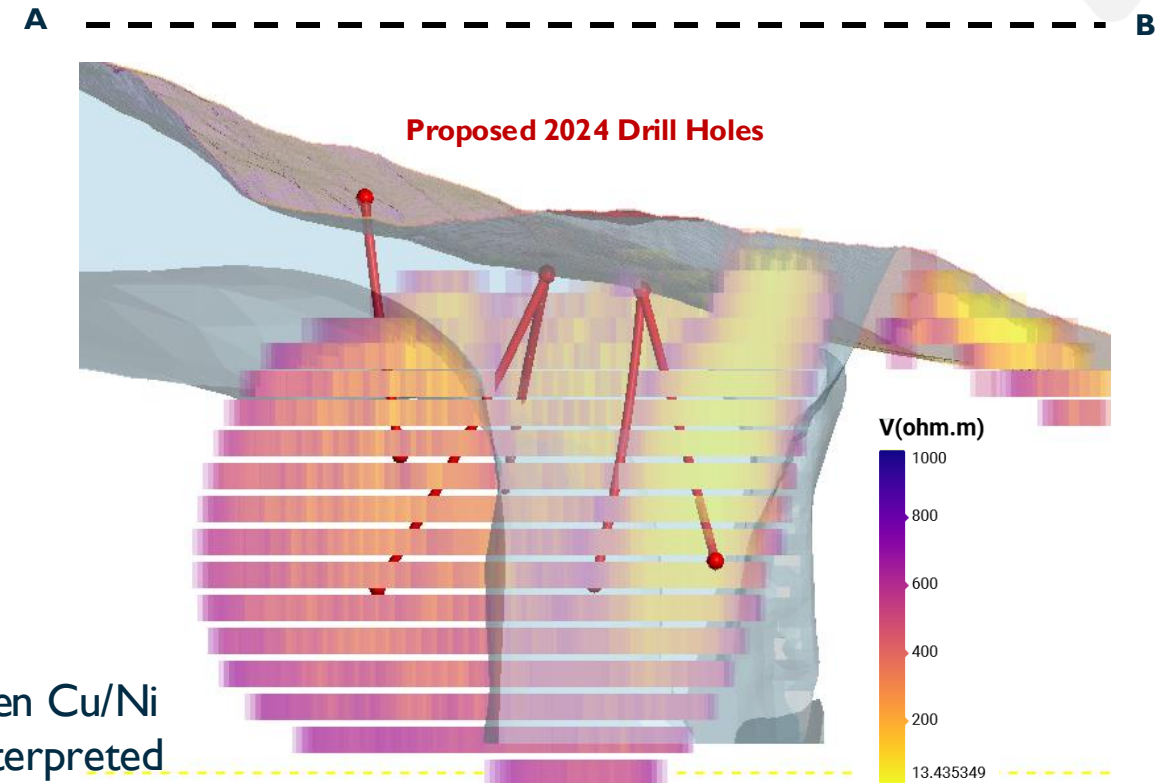 A
B
Proposed 2024 Drill Holes
V(ohm.m)
1000
800
600
400
200
13.435349
en Cu/Ni
terpreted